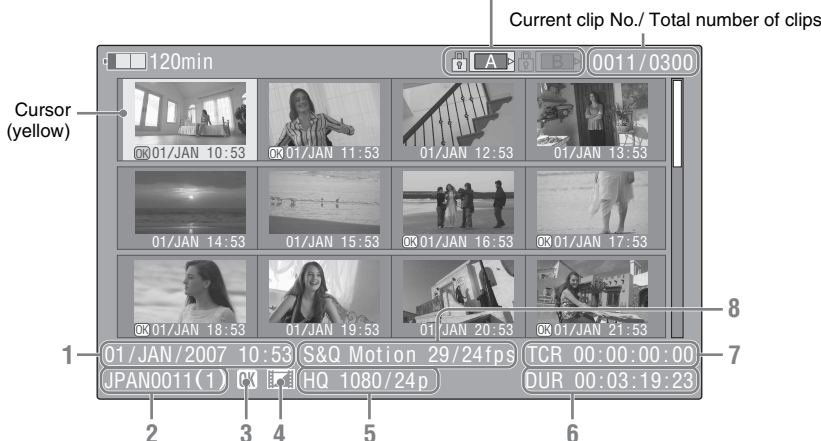 Current clip No./ Total number of clips
120min A B 0011/0300
Cursor
(yellow)
OK 01/JAN 10:53 OK 01/JAN 11:53 01/JAN 12:53 01/JAN 13:53
01/JAN 14:53 01/JAN 15:53 OK 01/JAN 16:53 OK 01/JAN 17:53
OK 01/JAN 18:53 01/JAN 19:53 01/JAN 20:53 OK 01/JAN 21:53
8
1 01/JAN/2007 10:53 S&Q Motion 29/24fps TCR 00:00:00:00 7
JPAN0011(1) OK HQ 1080/24p DUR 00:03:19:23
2 3 4 5 6